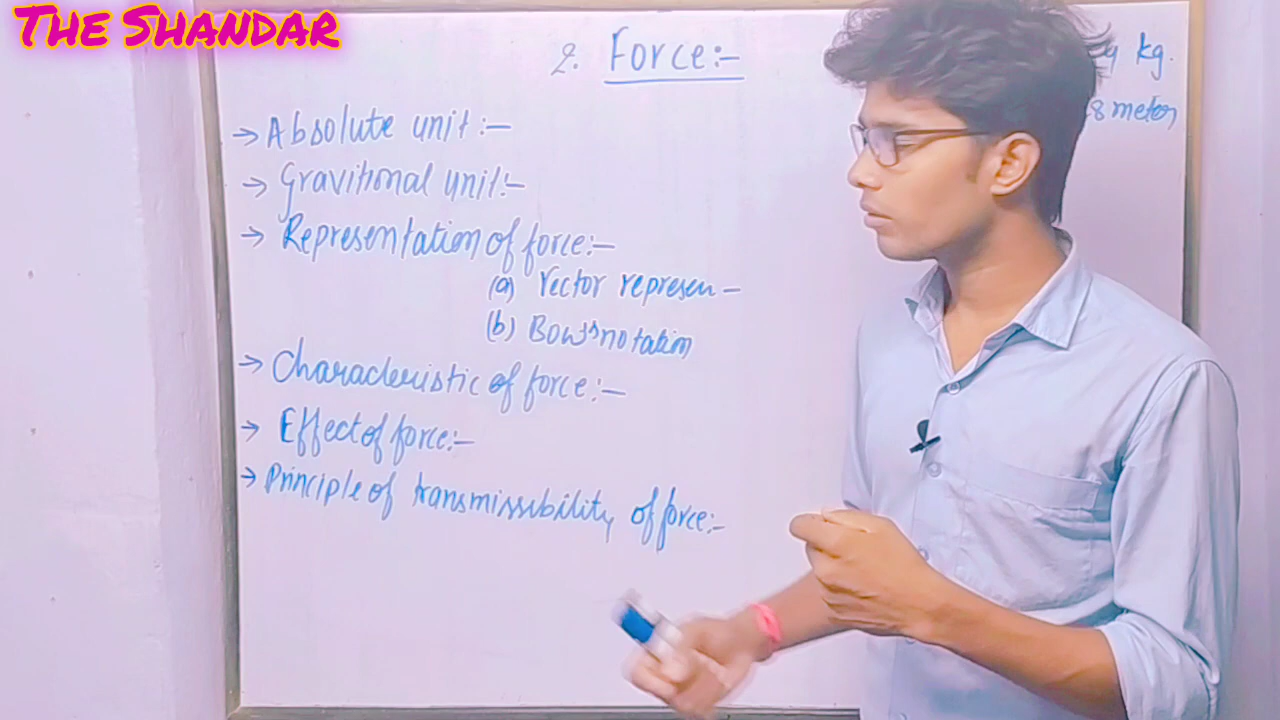 THE SHANDAR
2. Force:-
kg.
8 meter
→ Absolute unit :-
→ Gravitional unit:-
→ Representation of force:-
(a) Vector represen -
(b) Bow's notation
→ Characteristic of force:-
→ Effect of force:-
→ Principle of transmissibility of force:-